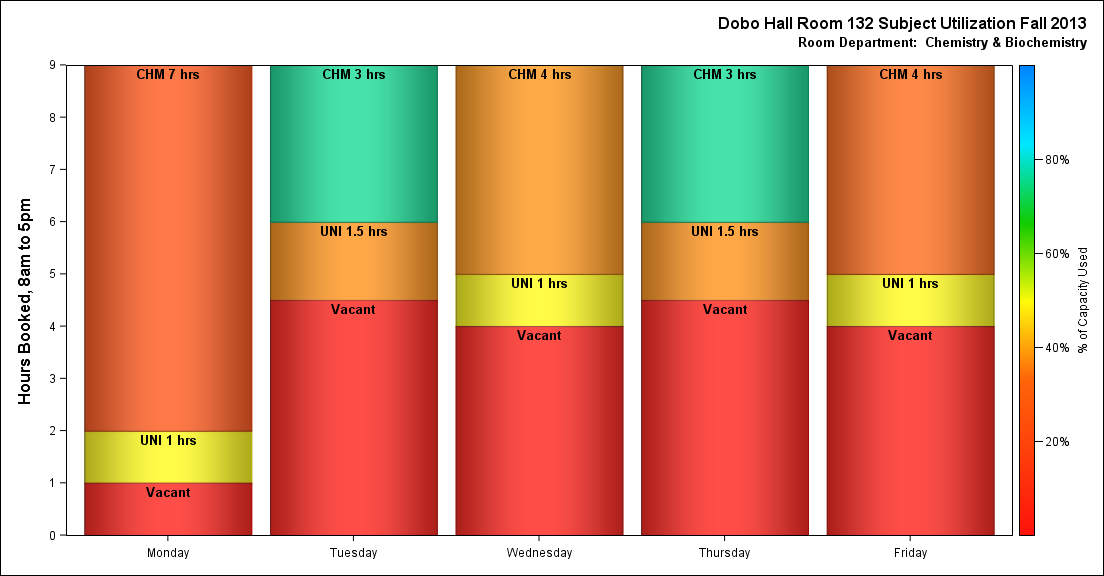 Dobo Hall Room 132 Subject Utilization Fall 2013
Room Department:  Chemistry & Biochemistry
Hours Booked, 8am to 5pm
9
8
7
6
5
4
3
2
1
0
CHM 7 hrs
UNI 1 hrs
Vacant
CHM 3 hrs
UNI 1.5 hrs
Vacant
CHM 4 hrs
UNI 1 hrs
Vacant
CHM 3 hrs
UNI 1.5 hrs
Vacant
CHM 4 hrs
UNI 1 hrs
Vacant
Monday
Tuesday
Wednesday
Thursday
Friday
80%
60%
40%
20%
% of Capacity Used